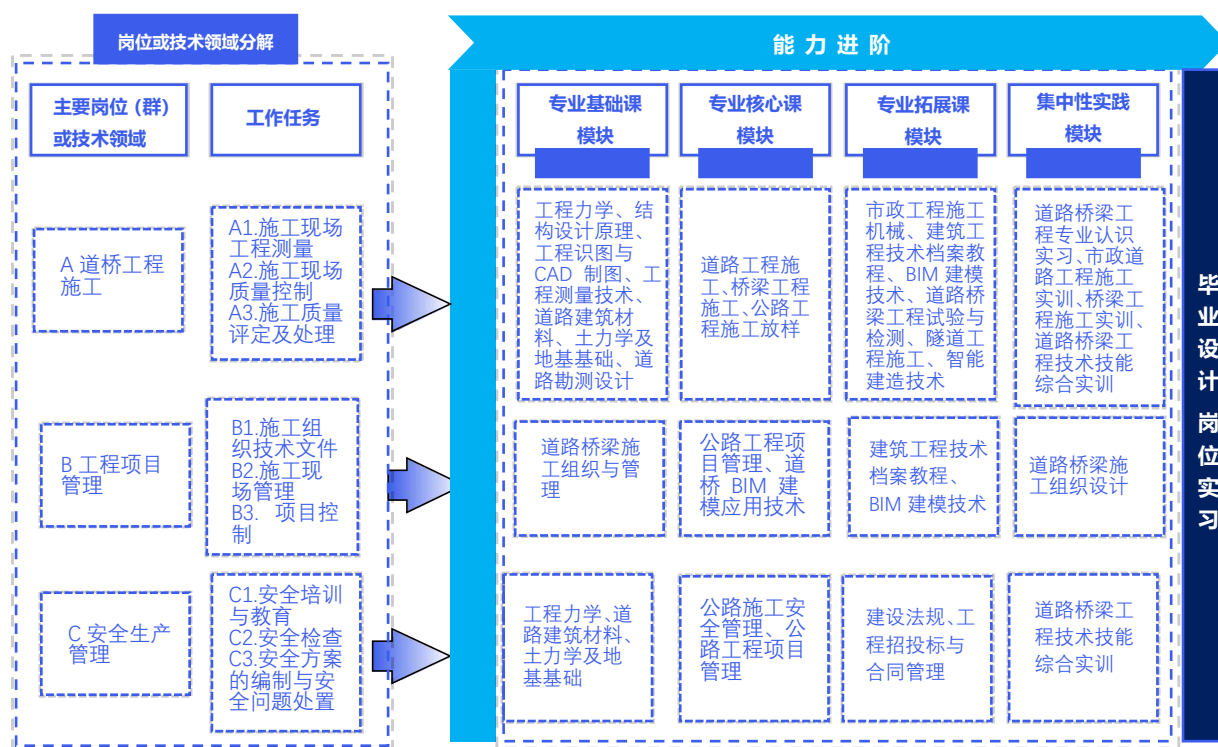 岗位或技术领域分解
能力进阶
主要岗位（群）
或技术领域
工作任务
专业基础课
模块
专业核心课
模块
专业拓展课
模块
集中性实践
模块
A 道桥工程
施工
A1.施工现场
工程测量
A2.施工现场
质量控制
A3.施工质量
评定及处理
工程力学、结
构设计原理、
工程识图与
CAD 制图、工
程测量技术、
道路建筑材
料、土力学及
地基基础、道
路勘测设计
道路工程施
工、桥梁工程
施工、公路工
程施工放样
市政工程施工
机械、建筑工
程技术档案教
程、BIM 建模
技术、道路桥
梁工程试验与
检测、隧道工
程施工、智能
建造技术
道路桥梁工
程专业认识
实习、市政道
路工程施工
实训、桥梁工
程施工实训、
道路桥梁工
程技术技能
综合实训
B 工程项目
管理
B1.施工组
织技术文件
B2.施工现
场管理
B3. 项目控
制
道路桥梁施
工组织与管
理
公路工程项
目管理、道
桥 BIM 建
模应用技术
建筑工程技术
档案教程、
BIM 建模技术
道路桥梁施
工组织设计
C 安全生产
管理
C1.安全培训
与教育
C2.安全检查
C3.安全方案
的编制与安
全问题处置
工程力学、道
路建筑材料、
土力学及地
基基础
公路施工安
全管理、公
路工程项目
管理
建设法规、工
程招投标与
合同管理
道路桥梁工
程技术技能
综合实训
毕业设计
岗位实习